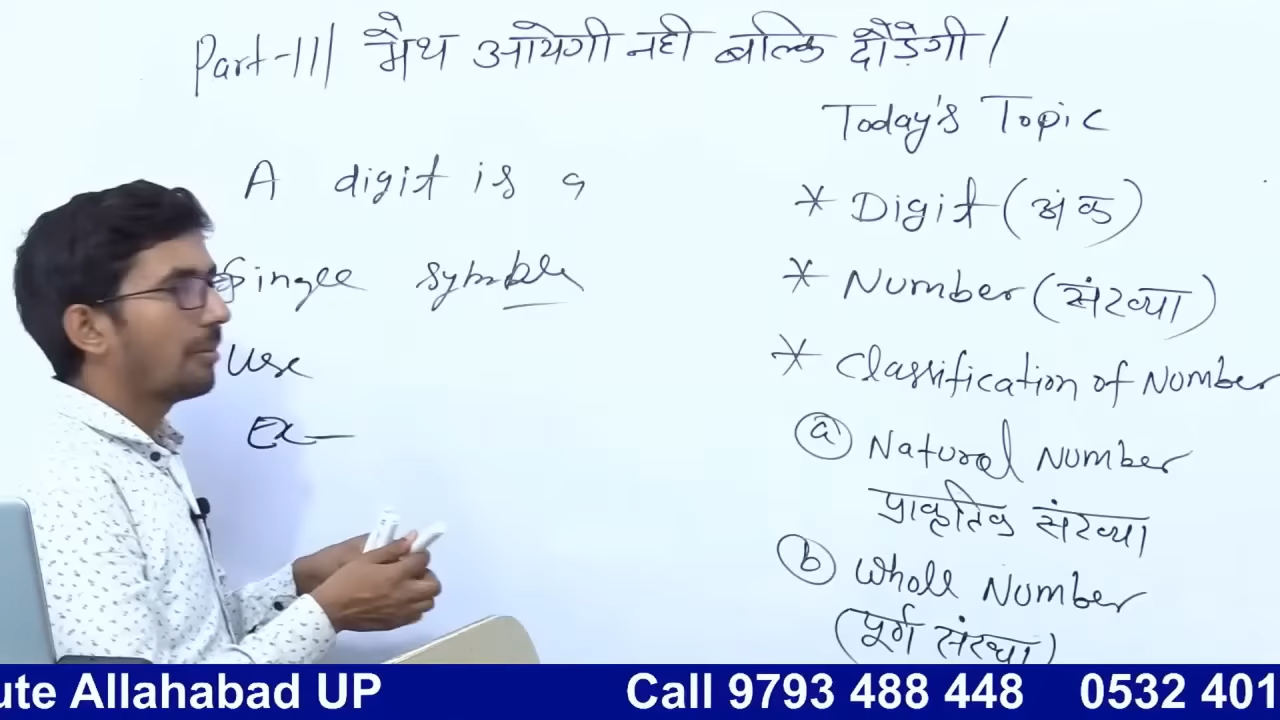 Part-III/ मैथ आयेगी नही बल्कि दौड़ेगी /
Today's Topic
A digit is a
Single symble
Use
Ex—
* Digit (अंक)
* Number (संख्या)
* Classification of Number
(a) Natural Number
प्राकृतिक संख्या
(b) Whole Number
(पूर्ण संख्या)
ute Allahabad UP Call 9793 488 448 0532 401